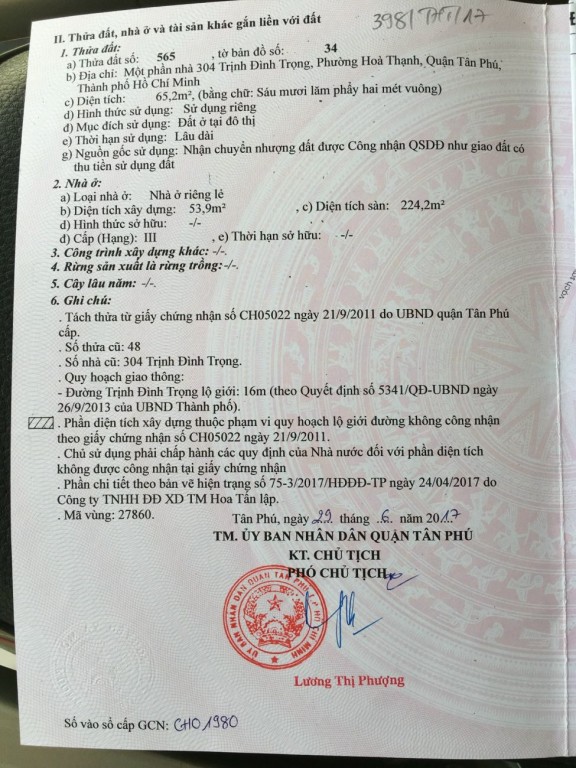 II. Thửa đất, nhà ở và tài sản khác gắn liền với đất
398/THT/17
1. Thửa đất:
a) Thửa đất số: 565 , tờ bản đồ số: 34
b) Địa chỉ: Một phần nhà 304 Trịnh Đình Trọng, Phường Hoà Thạnh, Quận Tân Phú,
Thành phố Hồ Chí Minh
c) Diện tích: 65,2m², (bằng chữ: Sáu mươi lăm phẩy hai mét vuông)
d) Hình thức sử dụng: Sử dụng riêng
đ) Mục đích sử dụng: Đất ở tại đô thị
e) Thời hạn sử dụng: Lâu dài
g) Nguồn gốc sử dụng: Nhận chuyển nhượng đất được Công nhận QSDĐ như giao đất có
thu tiền sử dụng đất
2. Nhà ở:
a) Loại nhà ở: Nhà ở riêng lẻ
b) Diện tích xây dựng: 53,9m² , c) Diện tích sàn: 224,2m²
d) Hình thức sở hữu: -/-
đ) Cấp (Hạng): III , e) Thời hạn sở hữu: -/-
3. Công trình xây dựng khác: -/-.
4. Rừng sản xuất là rừng trồng: -/-.
5. Cây lâu năm: -/-.
6. Ghi chú:
. Tách thửa từ giấy chứng nhận số CH05022 ngày 21/9/2011 do UBND quận Tân Phú
cấp.
. Số thửa cũ: 48
. Số nhà cũ: 304 Trịnh Đình Trọng.
. Quy hoạch giao thông:
- Đường Trịnh Đình Trọng lộ giới: 16m (theo Quyết định số 5341/QĐ-UBND ngày
26/9/2013 của UBND Thành phố).
. Phần diện tích xây dựng thuộc phạm vi quy hoạch lộ giới đường không công nhận
theo giấy chứng nhận số CH05022 ngày 21/9/2011.
. Chủ sử dụng phải chấp hành các quy định của Nhà nước đối với phần diện tích
không được công nhận tại giấy chứng nhận
. Phần chi tiết theo bản vẽ hiện trạng số 75-3/2017/HĐĐĐ-TP ngày 24/04/2017 do
Công ty TNHH ĐĐ XD TM Hoa Tấn lập.
. Mã vùng: 27860.
Tân Phú, ngày 29 tháng 6 năm 2017
TM. ỦY BAN NHÂN DÂN QUẬN TÂN PHÚ
KT. CHỦ TỊCH
PHÓ CHỦ TỊCH
ỦY BAN NHÂN DÂN QUẬN TÂN PHÚ T.P HỒ CHÍ MINH
Lương Thị Phượng
Số vào sổ cấp GCN: CH01980